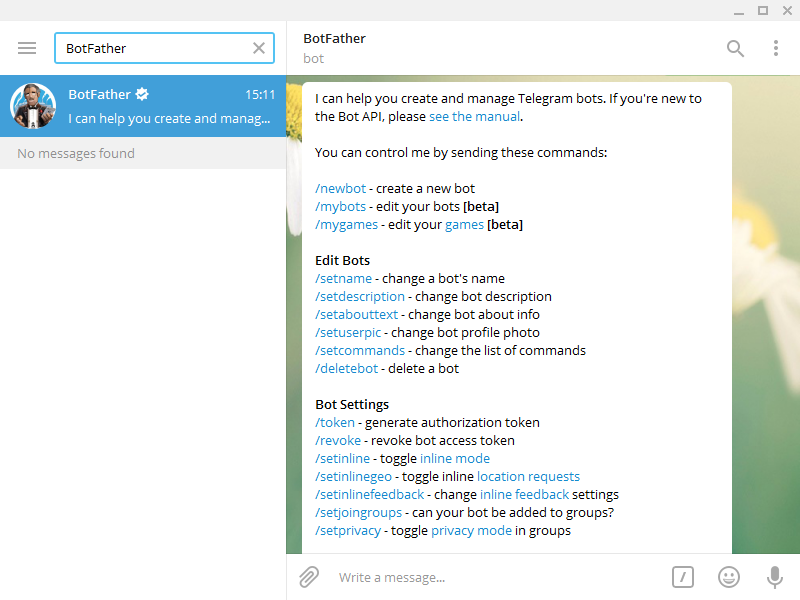 BotFather
BotFather
bot
BotFather 15:11
I can help you create and manag...
No messages found
I can help you create and manage Telegram bots. If you're new to
the Bot API, please see the manual.
You can control me by sending these commands:
/newbot - create a new bot
/mybots - edit your bots [beta]
/mygames - edit your games [beta]
Edit Bots
/setname - change a bot's name
/setdescription - change bot description
/setabouttext - change bot about info
/setuserpic - change bot profile photo
/setcommands - change the list of commands
/deletebot - delete a bot
Bot Settings
/token - generate authorization token
/revoke - revoke bot access token
/setinline - toggle inline mode
/setinlinegeo - toggle inline location requests
/setinlinefeedback - change inline feedback settings
/setjoingroups - can your bot be added to groups?
/setprivacy - toggle privacy mode in groups
Write a message...